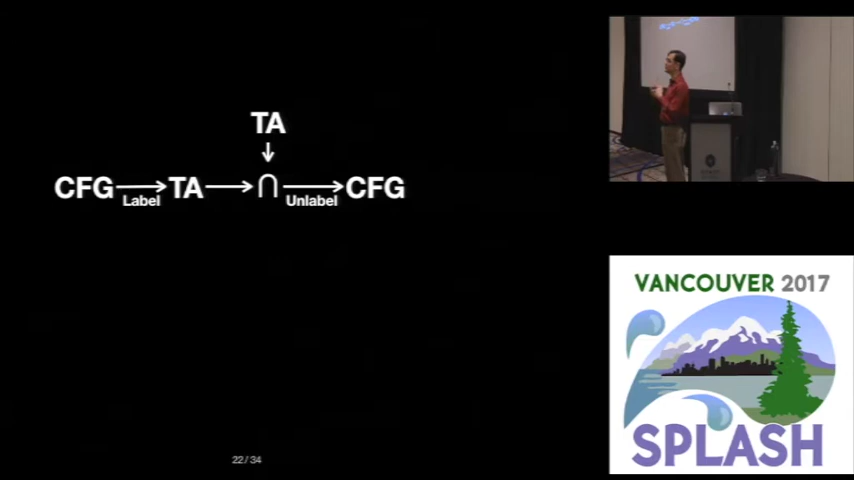 TA
↓
CFG → TA → ∩ → CFG
Label Unlabel
22 / 34
VANCOUVER 2017
SPLASH